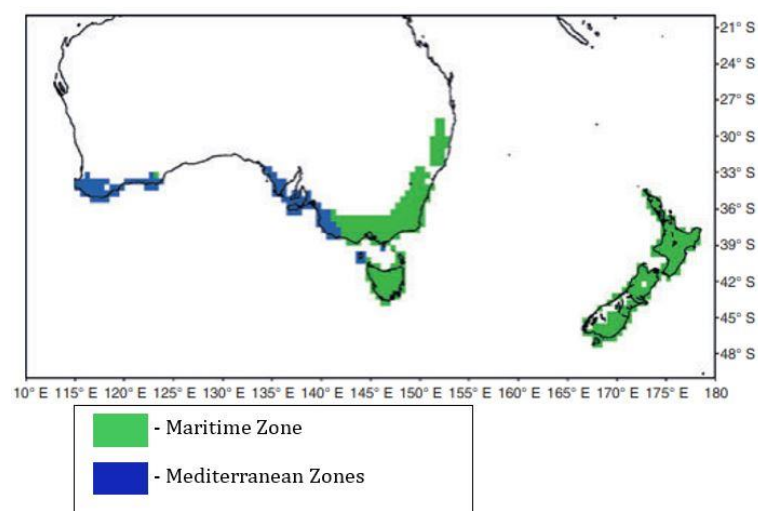 21° S
24° S
27° S
30° S
33° S
36° S
39° S
42° S
45° S
48° S
10° E 115° E 120° E 125° E 130° E 135° E 140° E 145° E 150° E 155° E 160° E 165° E 170° E 175° E 180
- Maritime Zone
- Mediterranean Zones